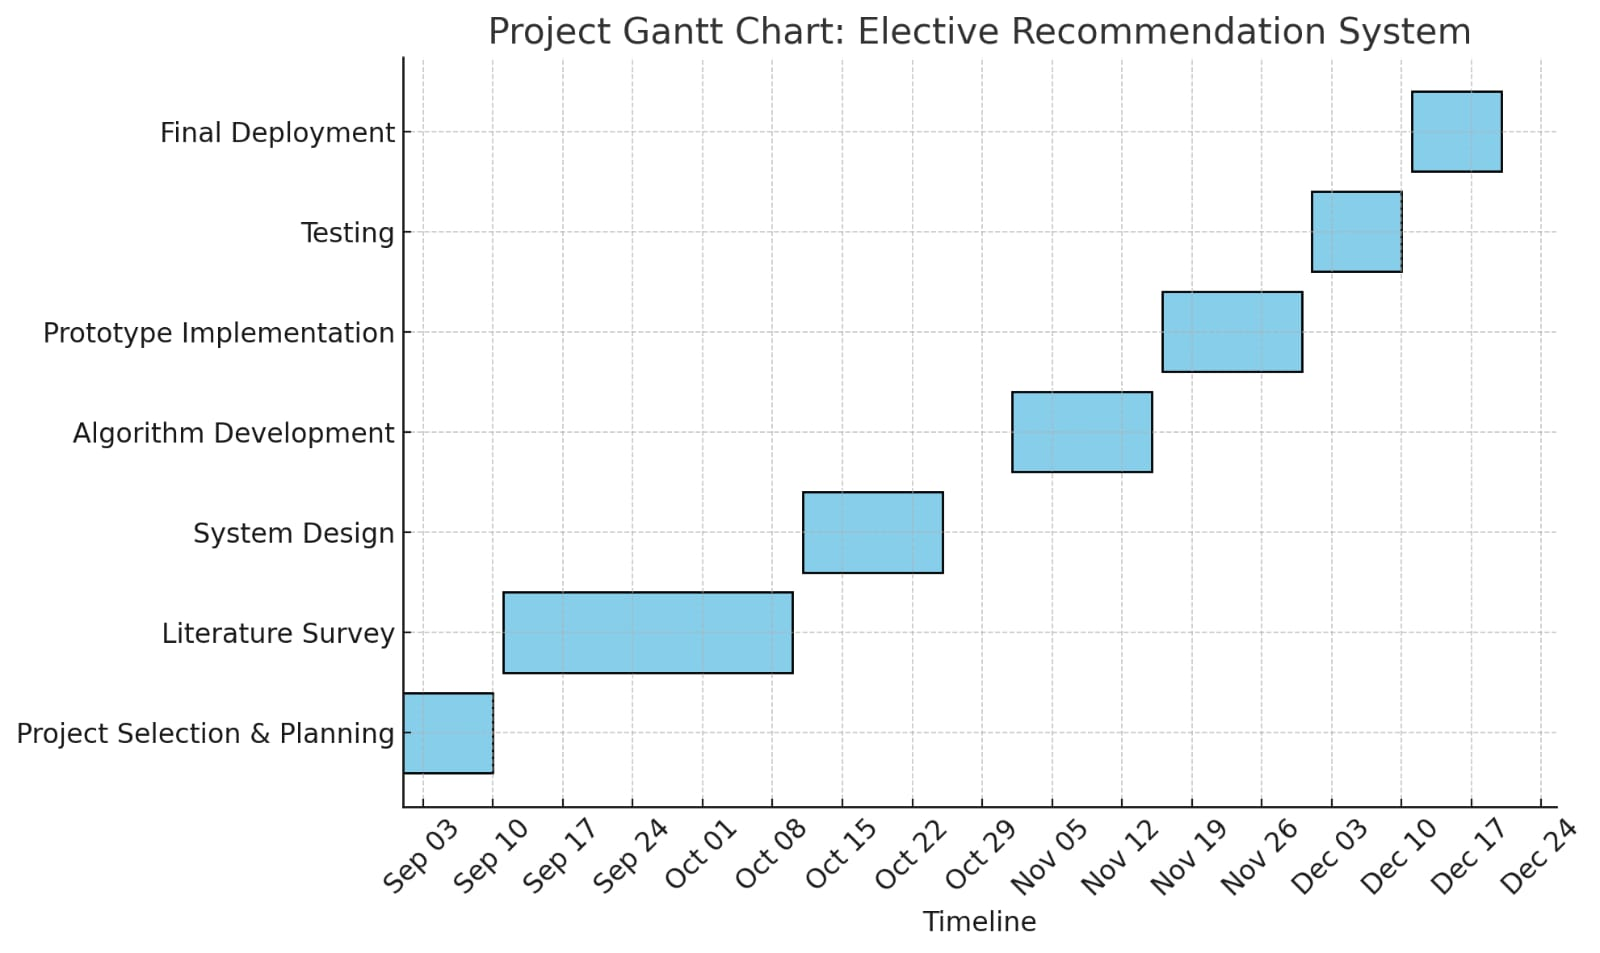 Project Gantt Chart: Elective Recommendation System
Final Deployment
Testing
Prototype Implementation
Algorithm Development
System Design
Literature Survey
Project Selection & Planning
Sep 03
Sep 10
Sep 17
Sep 24
Oct 01
Oct 08
Oct 15
Oct 22
Oct 29
Nov 05
Nov 12
Nov 19
Nov 26
Dec 03
Dec 10
Dec 17
Dec 24
Timeline